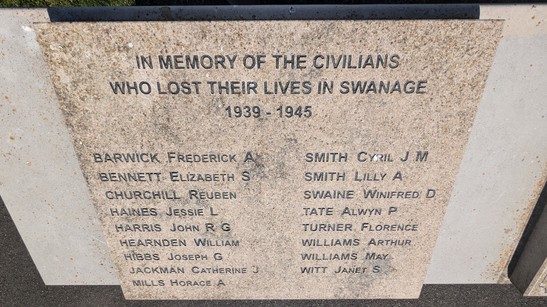 IN MEMORY OF THE CIVILIANS
WHO LOST THEIR LIVES IN SWANAGE
1939 - 1945
BARWICK FREDERICK A
BENNETT ELIZABETH S
CHURCHILL REUBEN
HAINES JESSIE L
HARRIS JOHN R G
HEARNDEN WILLIAM
HIBBS JOSEPH G
JACKMAN CATHERINE J
MILLS HORACE A
SMITH CYRIL J M
SMITH LILLY A
SWAINE WINIFRED D
TATE ALWYN P
TURNER FLORENCE
WILLIAMS ARTHUR
WILLIAMS MAY
WITT JANET S